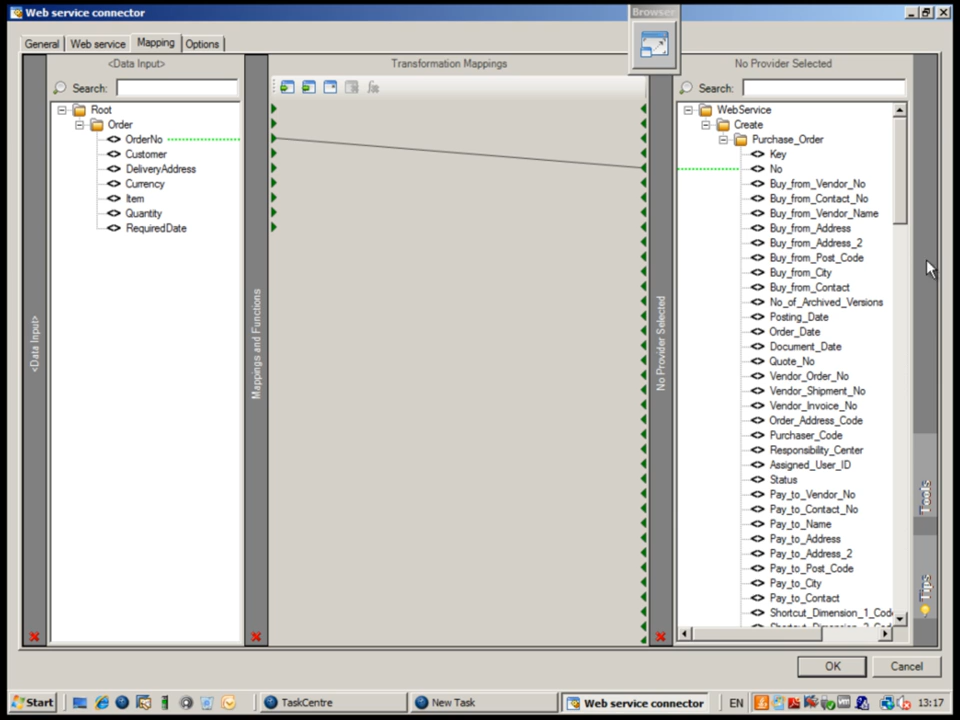 Web service connector
Browser
General
Web service
Mapping
Options
<Data Input>
Transformation Mappings
No Provider Selected
Search:
Search:
Root
Order
OrderNo
Customer
DeliveryAddress
Currency
Item
Quantity
RequiredDate
<Data Input>
Mappings and Functions
No Provider Selected
WebService
Create
Purchase_Order
Key
No
Buy_from_Vendor_No
Buy_from_Contact_No
Buy_from_Vendor_Name
Buy_from_Address
Buy_from_Address_2
Buy_from_Post_Code
Buy_from_City
Buy_from_Contact
No_of_Archived_Versions
Posting_Date
Order_Date
Document_Date
Quote_No
Vendor_Order_No
Vendor_Shipment_No
Vendor_Invoice_No
Order_Address_Code
Purchaser_Code
Responsibility_Center
Assigned_User_ID
Status
Pay_to_Vendor_No
Pay_to_Contact_No
Pay_to_Name
Pay_to_Address
Pay_to_Address_2
Pay_to_Post_Code
Pay_to_City
Pay_to_Contact
Shortcut_Dimension_1_Cod
Tools
Tips
OK
Cancel
Start
TaskCentre
New Task
Web service connector
EN
13:17